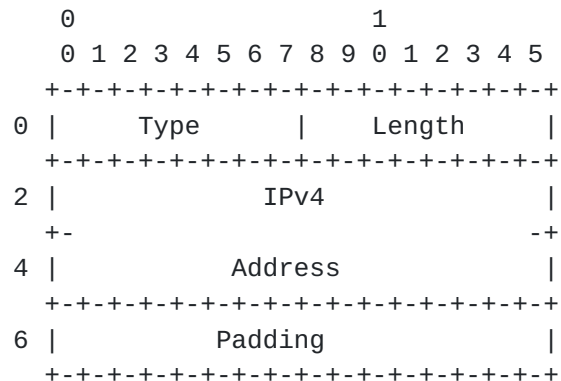 0                   1
    0 1 2 3 4 5 6 7 8 9 0 1 2 3 4 5
   +-+-+-+-+-+-+-+-+-+-+-+-+-+-+-+-+
 0 |     Type      |    Length     |
   +-+-+-+-+-+-+-+-+-+-+-+-+-+-+-+-+
 2 |             IPv4              |
   +-                             -+
 4 |           Address             |
   +-+-+-+-+-+-+-+-+-+-+-+-+-+-+-+-+
 6 |          Padding              |
   +-+-+-+-+-+-+-+-+-+-+-+-+-+-+-+-+